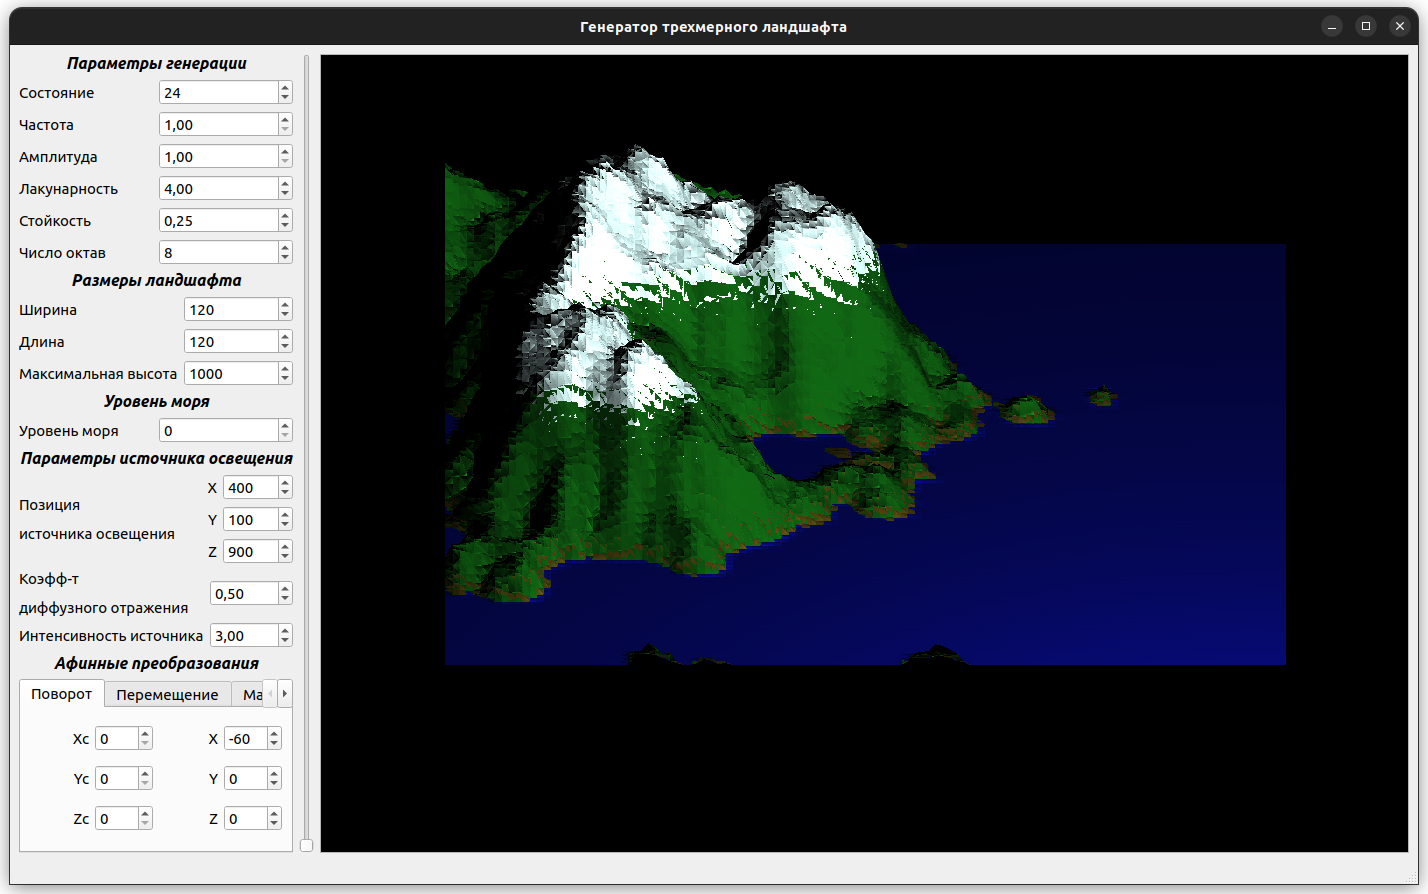 Генератор трехмерного ландшафта
Параметры генерации
Состояние 24
Частота 1,00
Амплитуда 1,00
Лакунарность 4,00
Стойкость 0,25
Число октав 8
Размеры ландшафта
Ширина 120
Длина 120
Максимальная высота 1000
Уровень моря
Уровень моря 0
Параметры источника освещения
X 400
Позиция
Y 100
источника освещения
Z 900
Коэфф-т
0,50
диффузного отражения
Интенсивность источника 3,00
Афинные преобразования
Поворот Перемещение Ма
Xc 0 X -60
Yc 0 Y 0
Zc 0 Z 0